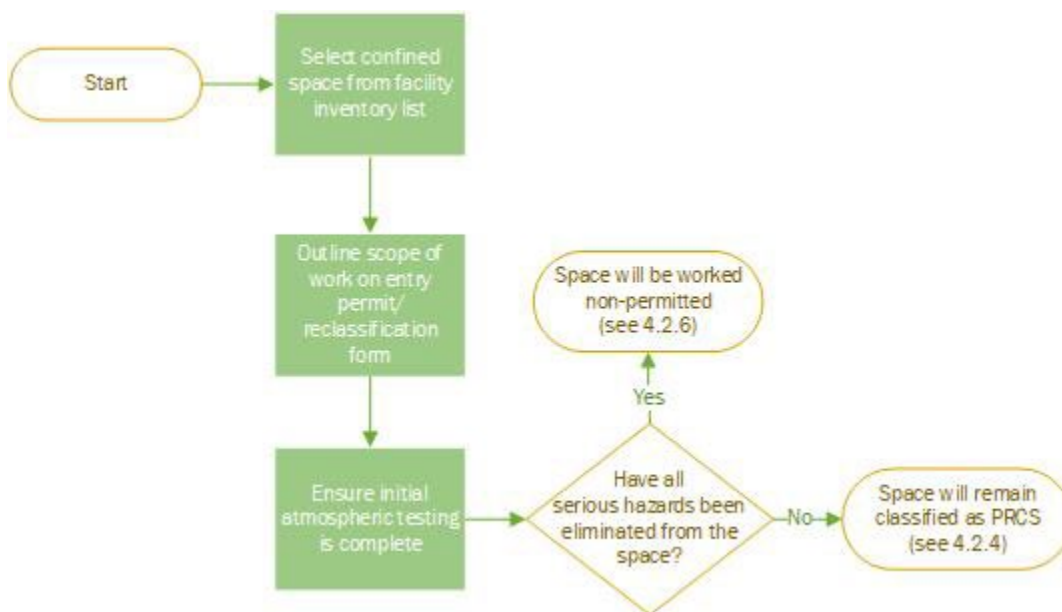 Start
Select confined
space from facility
inventory list
Outline scope of
work on entry
permit/
reclassification
form
Space will be worked
non-permitted
(see 4.2.6)
Yes
Ensure initial
atmospheric testing
is complete
Have all
serious hazards been
eliminated from the
space?
No
Space will remain
classified as PRCS
(see 4.2.4)